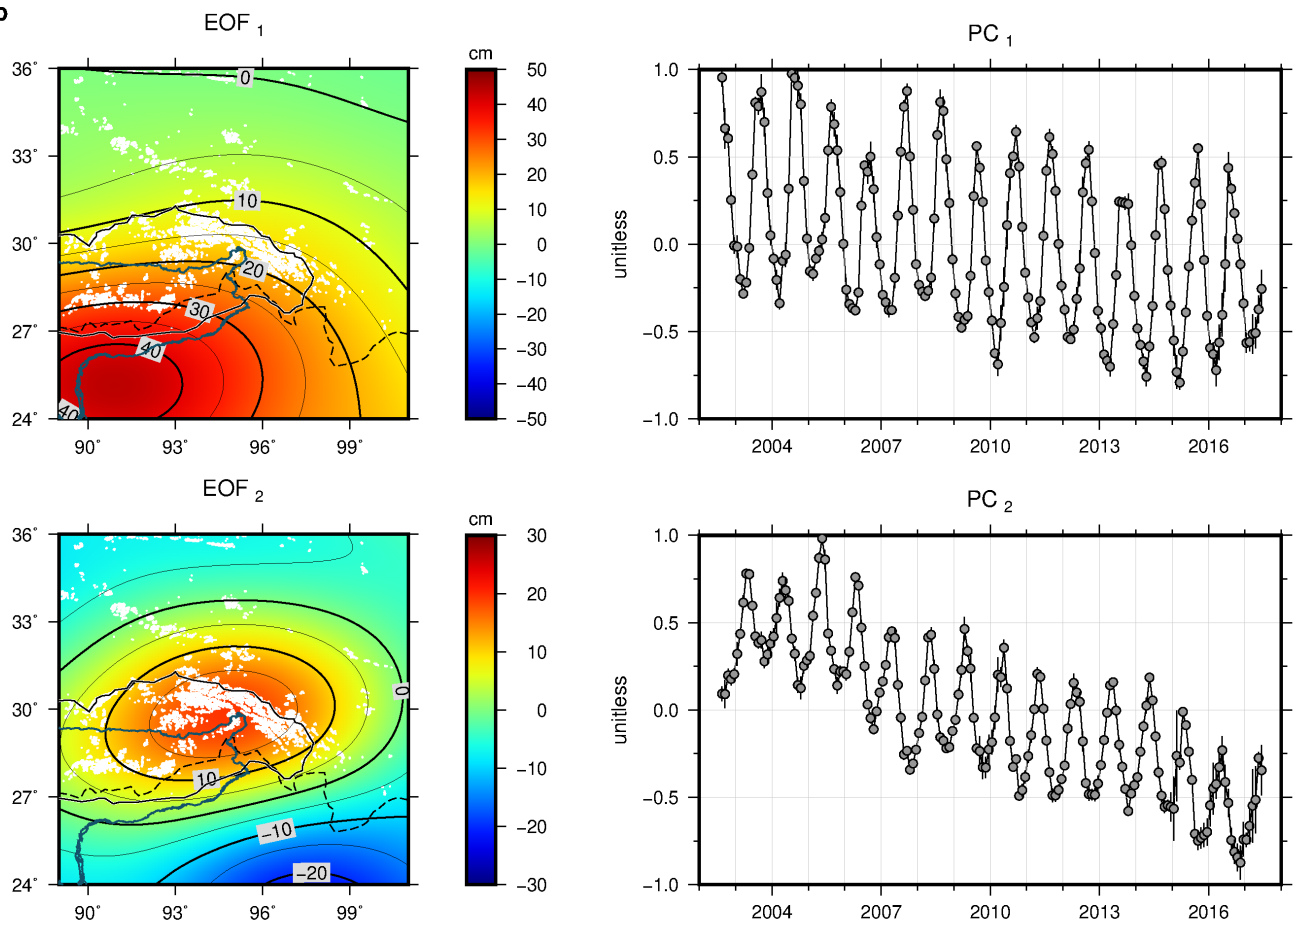 b
EOF 1
cm
36° 33° 30° 27° 24°
90° 93° 96° 99°
0
10
20
30
40
40
50 40 30 20 10 0 −10 −20 −30 −40 −50
PC 1
unitless
1.0 0.5 0.0 −0.5 −1.0
2004 2007 2010 2013 2016
EOF 2
cm
36° 33° 30° 27° 24°
90° 93° 96° 99°
0
10
−10
−20
30 20 10 0 −10 −20 −30
PC 2
unitless
1.0 0.5 0.0 −0.5 −1.0
2004 2007 2010 2013 2016